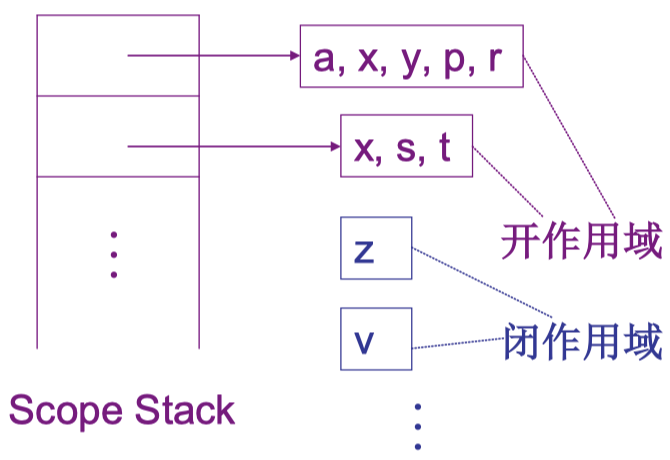 a, x, y, p, r
x, s, t
开作用域
z
v
闭作用域
Scope Stack